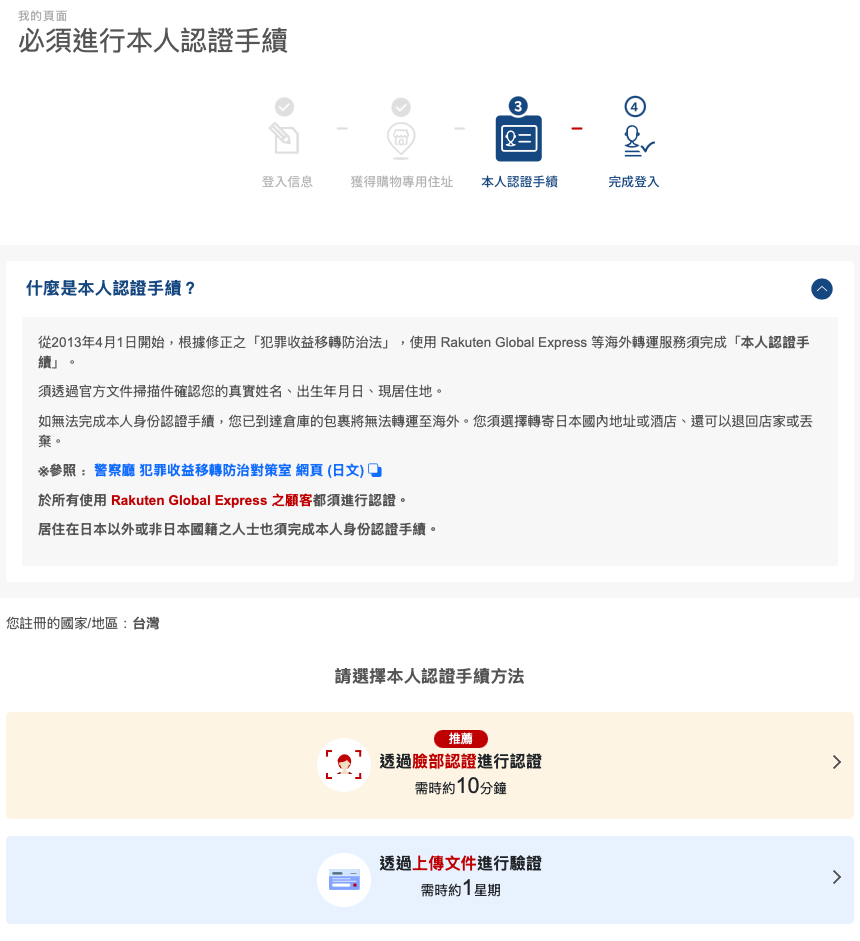 我的頁面
必須進行本人認證手續
3
4
登入信息
獲得購物專用住址
本人認證手續
完成登入
什麼是本人認證手續？
從2013年4月1日開始，根據修正之「犯罪收益移轉防治法」，使用 Rakuten Global Express 等海外轉運服務須完成「本人認證手
續」。
須透過官方文件掃描件確認您的真實姓名、出生年月日、現居住地。
如無法完成本人身份認證手續，您已到達倉庫的包裹將無法轉運至海外。您須選擇轉寄日本國內地址或酒店、還可以退回店家或丟
棄。
※參照： 警察廳 犯罪收益移轉防治對策室 網頁 (日文)
於所有使用 Rakuten Global Express 之顧客都須進行認證。
居住在日本以外或非日本國籍之人士也須完成本人身份認證手續。
您註冊的國家/地區：台灣
請選擇本人認證手續方法
推薦
透過臉部認證進行認證
需時約10分鐘
透過上傳文件進行驗證
需時約1星期